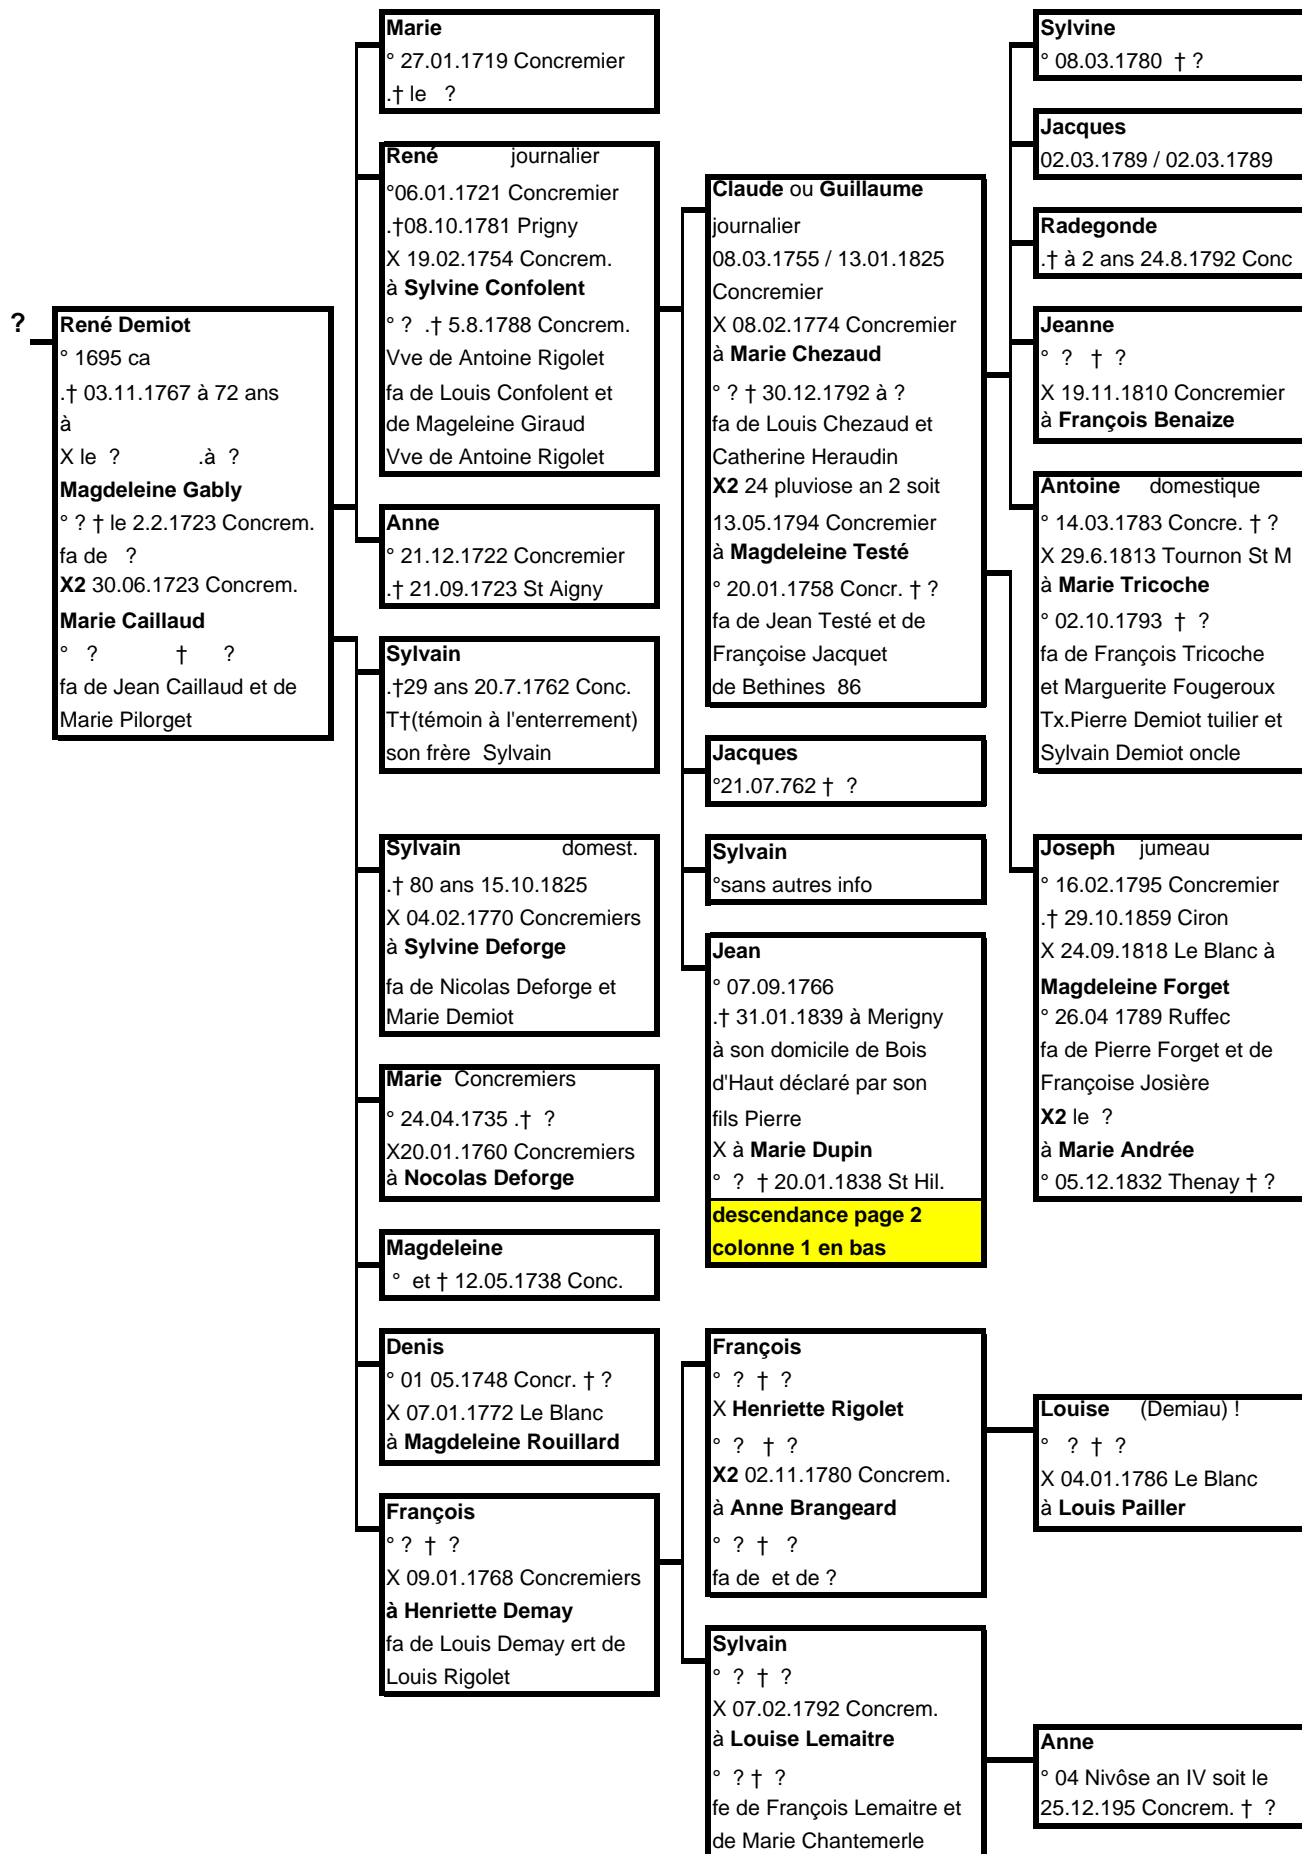 ?
René Demiot
° 1695 ca
.† 03.11.1767 à 72 ans
à
X le ? .à ?
Magdeleine Gably
° ? † le 2.2.1723 Concrem.
fa de ?
X2 30.06.1723 Concrem.
Marie Caillaud
° ? † ?
fa de Jean Caillaud et de
Marie Pilorget
Marie
° 27.01.1719 Concremier
.† le ?
René journalier
°06.01.1721 Concremier
.†08.10.1781 Prigny
X 19.02.1754 Concrem.
à Sylvine Confolent
° ? .† 5.8.1788 Concrem.
Vve de Antoine Rigolet
fa de Louis Confolent et
de Mageleine Giraud
Vve de Antoine Rigolet
Anne
° 21.12.1722 Concremier
.† 21.09.1723 St Aigny
Sylvain
.†29 ans 20.7.1762 Conc.
T†(témoin à l'enterrement)
son frère Sylvain
Sylvain domest.
.† 80 ans 15.10.1825
X 04.02.1770 Concremiers
à Sylvine Deforge
fa de Nicolas Deforge et
Marie Demiot
Marie Concremiers
° 24.04.1735 .† ?
X20.01.1760 Concremiers
à Nocolas Deforge
Magdeleine
° et † 12.05.1738 Conc.
Denis
° 01 05.1748 Concr. † ?
X 07.01.1772 Le Blanc
à Magdeleine Rouillard
François
° ? † ?
X 09.01.1768 Concremiers
à Henriette Demay
fa de Louis Demay ert de
Louis Rigolet
Claude ou Guillaume
journalier
08.03.1755 / 13.01.1825
Concremier
X 08.02.1774 Concremier
à Marie Chezaud
° ? † 30.12.1792 à ?
fa de Louis Chezaud et
Catherine Heraudin
X2 24 pluviose an 2 soit
13.05.1794 Concremier
à Magdeleine Testé
° 20.01.1758 Concr. † ?
fa de Jean Testé et de
Françoise Jacquet
de Bethines 86
Jacques
°21.07.762 † ?
Sylvain
°sans autres info
Jean
° 07.09.1766
.† 31.01.1839 à Merigny
à son domicile de Bois
d'Haut déclaré par son
fils Pierre
X à Marie Dupin
° ? † 20.01.1838 St Hil.
descendance page 2
colonne 1 en bas
François
° ? † ?
X Henriette Rigolet
° ? † ?
X2 02.11.1780 Concrem.
à Anne Brangeard
° ? † ?
fa de et de ?
Sylvain
° ? † ?
X 07.02.1792 Concrem.
à Louise Lemaitre
° ? † ?
fe de François Lemaitre et
de Marie Chantemerle
Sylvine
° 08.03.1780 † ?
Jacques
02.03.1789 / 02.03.1789
Radegonde
.† à 2 ans 24.8.1792 Conc
Jeanne
° ? † ?
X 19.11.1810 Concremier
à François Benaize
Antoine domestique
° 14.03.1783 Concre. † ?
X 29.6.1813 Tournon St M
à Marie Tricoche
° 02.10.1793 † ?
fa de François Tricoche
et Marguerite Fougeroux
Tx.Pierre Demiot tuilier et
Sylvain Demiot oncle
Joseph jumeau
° 16.02.1795 Concremier
.† 29.10.1859 Ciron
X 24.09.1818 Le Blanc à
Magdeleine Forget
° 26.04 1789 Ruffec
fa de Pierre Forget et de
Françoise Josière
X2 le ?
à Marie Andrée
° 05.12.1832 Thenay † ?
Louise (Demiau) !
° ? † ?
X 04.01.1786 Le Blanc
à Louis Pailler
Anne
° 04 Nivôse an IV soit le
25.12.195 Concrem. † ?